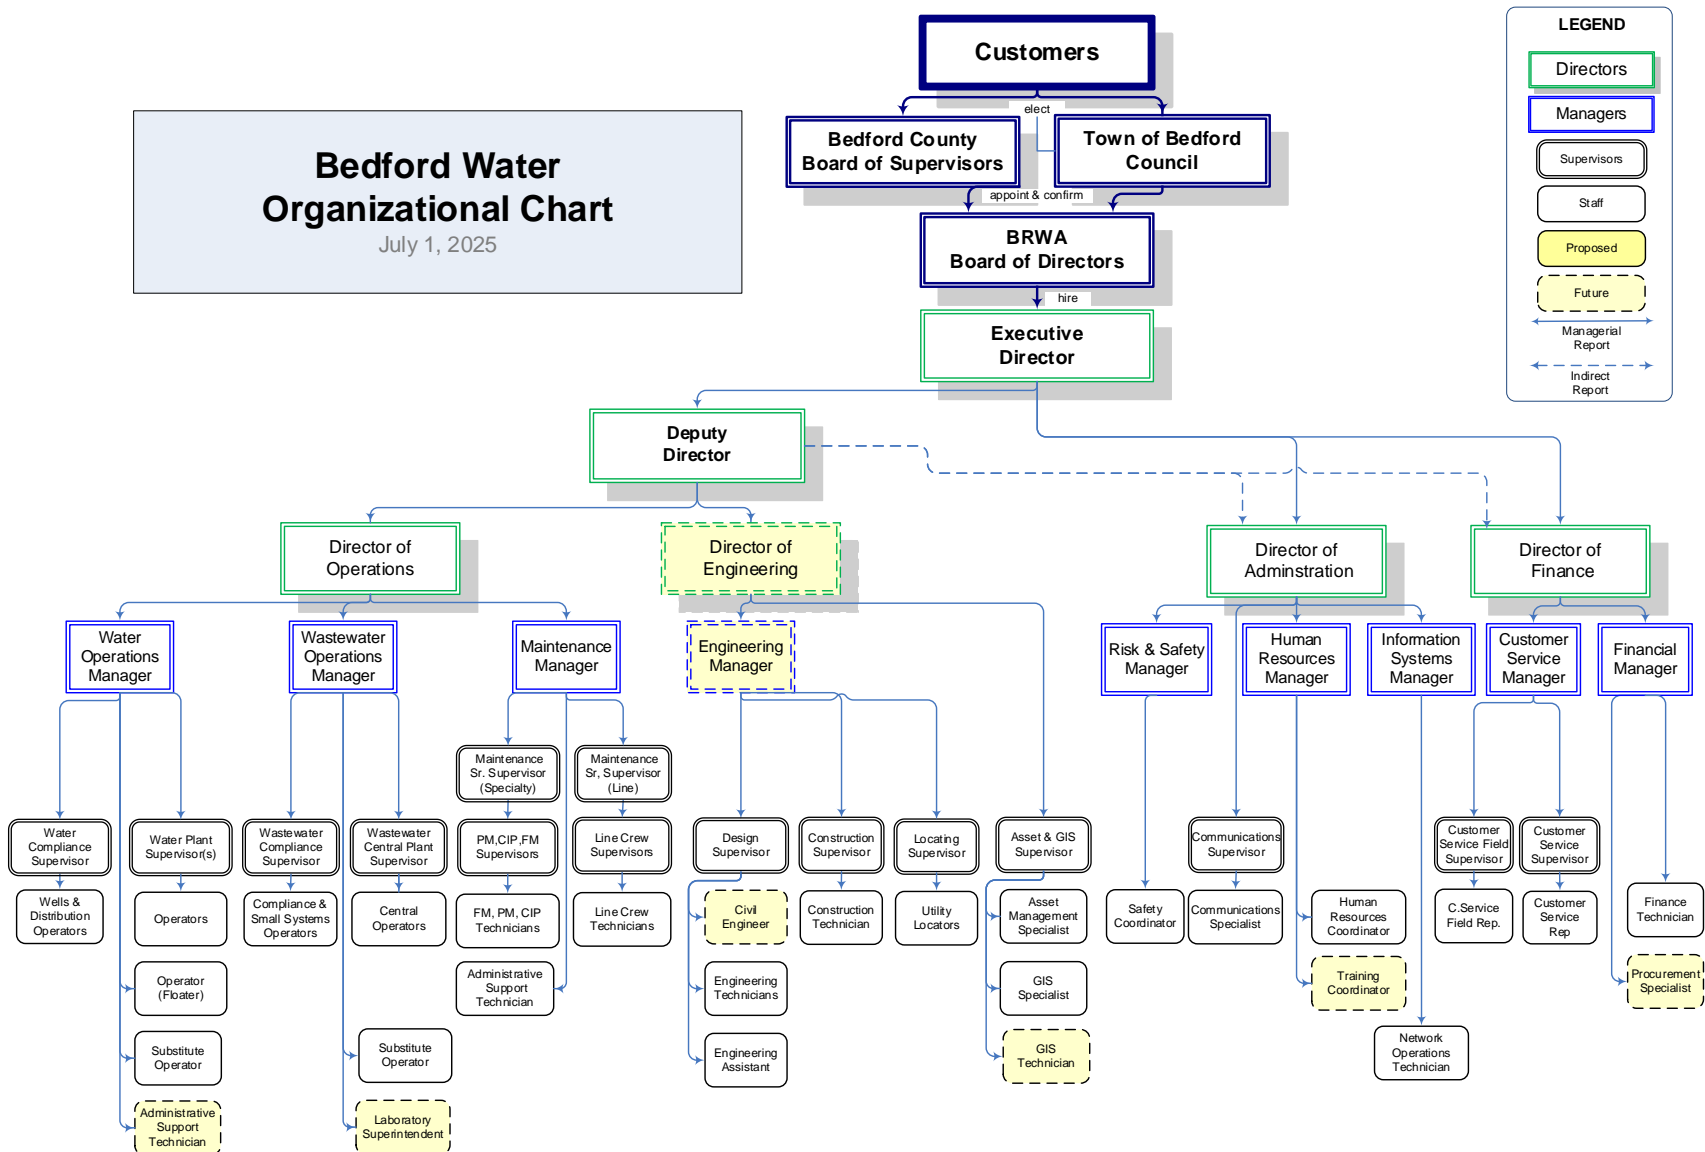 Customers
LEGEND
Directors
Managers
Supervisors
Staff
Proposed
Future
Managerial
Report
Indirect
Report
elect
Bedford County
Board of Supervisors
Town of Bedford
Council
Bedford Water
Organizational Chart
July 1, 2025
appoint & confirm
BRWA
Board of Directors
hire
Executive
Director
Deputy
Director
Director of
Operations
Director of
Engineering
Director of
Adminstration
Director of
Finance
Water
Operations
Manager
Wastewater
Operations
Manager
Maintenance
Manager
Engineering
Manager
Risk & Safety
Manager
Human
Resources
Manager
Information
Systems
Manager
Customer
Service
Manager
Financial
Manager
Maintenance
Sr. Supervisor
(Specialty)
Maintenance
Sr, Supervisor
(Line)
Water
Compliance
Supervisor
Water Plant
Supervisor(s)
Wastewater
Compliance
Supervisor
Wastewater
Central Plant
Supervisor
PM,CIP,FM
Supervisors
Line Crew
Supervisors
Design
Supervisor
Construction
Supervisor
Locating
Supervisor
Asset & GIS
Supervisor
Communications
Supervisor
Customer
Service Field
Supervisor
Customer
Service
Supervisor
Wells &
Distribution
Operators
Operators
Compliance &
Small Systems
Operators
Central
Operators
FM, PM, CIP
Technicians
Line Crew
Technicians
Civil
Engineer
Construction
Technician
Utility
Locators
Asset
Management
Specialist
Safety
Coordinator
Communications
Specialist
Human
Resources
Coordinator
C.Service
Field Rep.
Customer
Service
Rep
Finance
Technician
Operator
(Floater)
Administrative
Support
Technician
Engineering
Technicians
GIS
Specialist
Training
Coordinator
Procurement
Specialist
Substitute
Operator
Substitute
Operator
Engineering
Assistant
GIS
Technician
Network
Operations
Technician
Administrative
Support
Technician
Laboratory
Superintendent